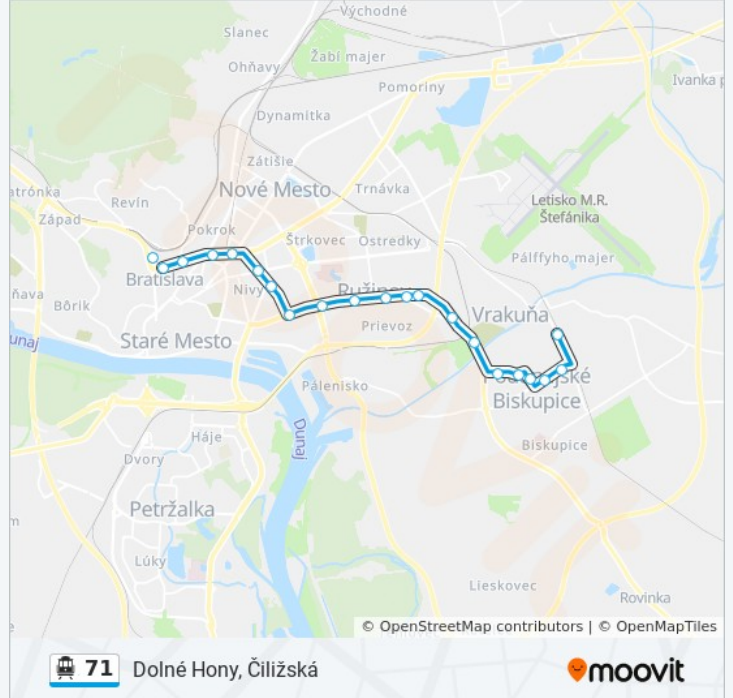 Východné
Slanec
Žabí majer
Ohňavy
Pomoriny
Ivanka p
Dynamitka
Zátišie
Nové Mesto
Trnávka
Letisko M.R.
Štefánika
atrónka
Revín
Západ
Pokrok
Štrkovec
Ostredky
Pálffyho majer
Bratislava
ňava
Nivy
Bôrik
Prievoz
Vrakuňa
Staré Mesto
unaj
Pálenisko
Biskupice
Dunaj
Háje
Dvory
Biskupice
Petržalka
m
Lúky
Lieskovec
Rovinka
© OpenStreetMap contributors | © OpenMapTiles
71 Dolné Hony, Čiližská
moovit